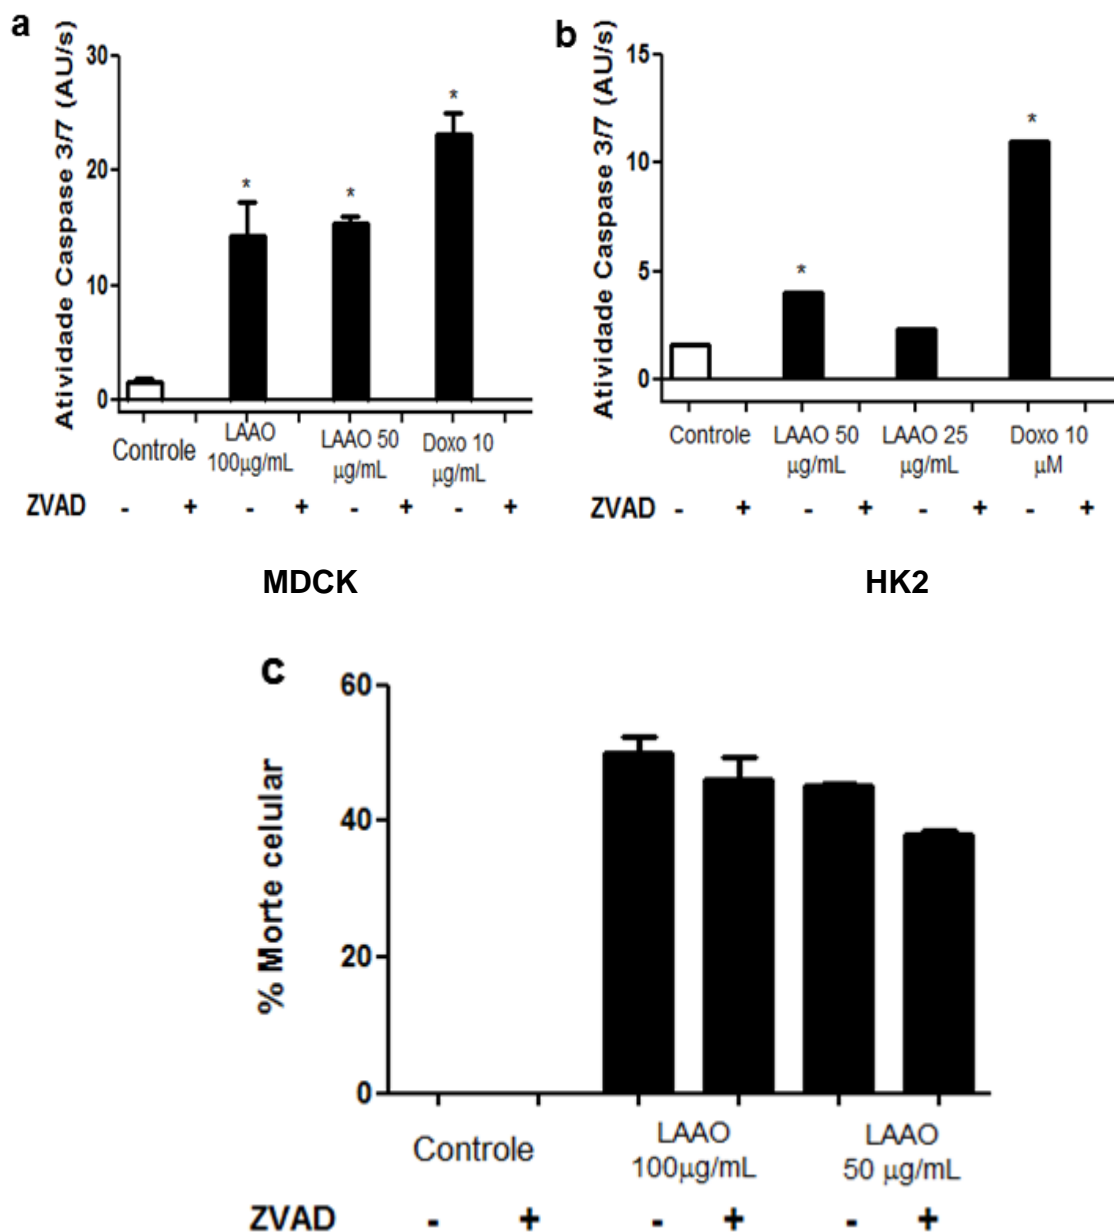 a
Atividade Caspase 3/7 (AU/s)
30
20
10
0
*
*
*
Controle
LAAO
100µg/mL
LAAO 50
µg/mL
Doxo 10
µg/mL
ZVAD - + - + - + - +
MDCK
b
Atividade Caspase 3/7 (AU/s)
15
10
5
0
*
*
Controle
LAAO 50
µg/mL
LAAO 25
µg/mL
Doxo 10
µM
ZVAD - + - + - + - +
HK2
c
% Morte celular
60
40
20
0
Controle
LAAO
100µg/mL
LAAO
50 µg/mL
ZVAD - + - + - +